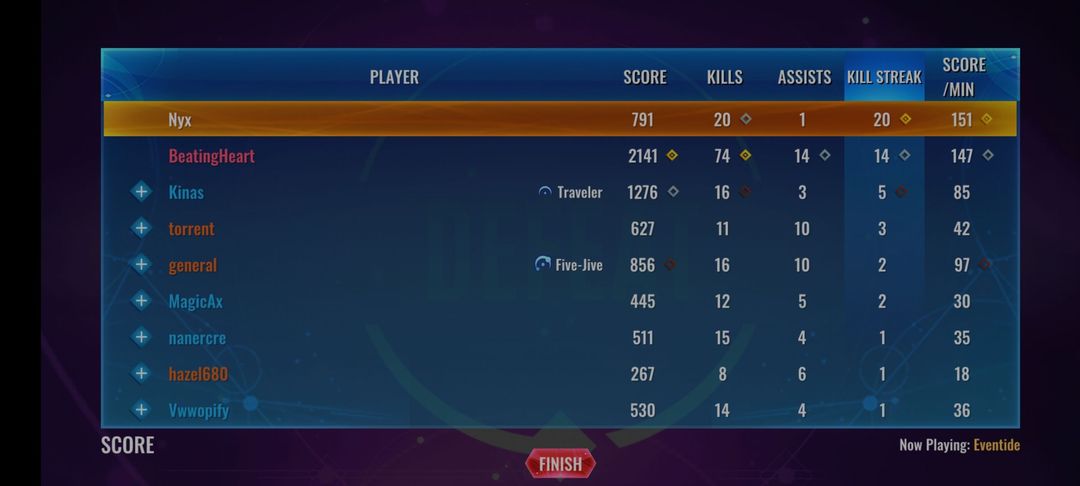 PLAYER SCORE KILLS ASSISTS KILL STREAK SCORE /MIN
Nyx 791 20 1 20 151
BeatingHeart 2141 74 14 14 147
Kinas Traveler 1276 16 3 5 85
torrent 627 11 10 3 42
general Five-Jive 856 16 10 2 97
MagicAx 445 12 5 2 30
nanercre 511 15 4 1 35
hazel680 267 8 6 1 18
Vwwopify 530 14 4 1 36
DEFEAT
SCORE
Now Playing: Eventide
FINISH